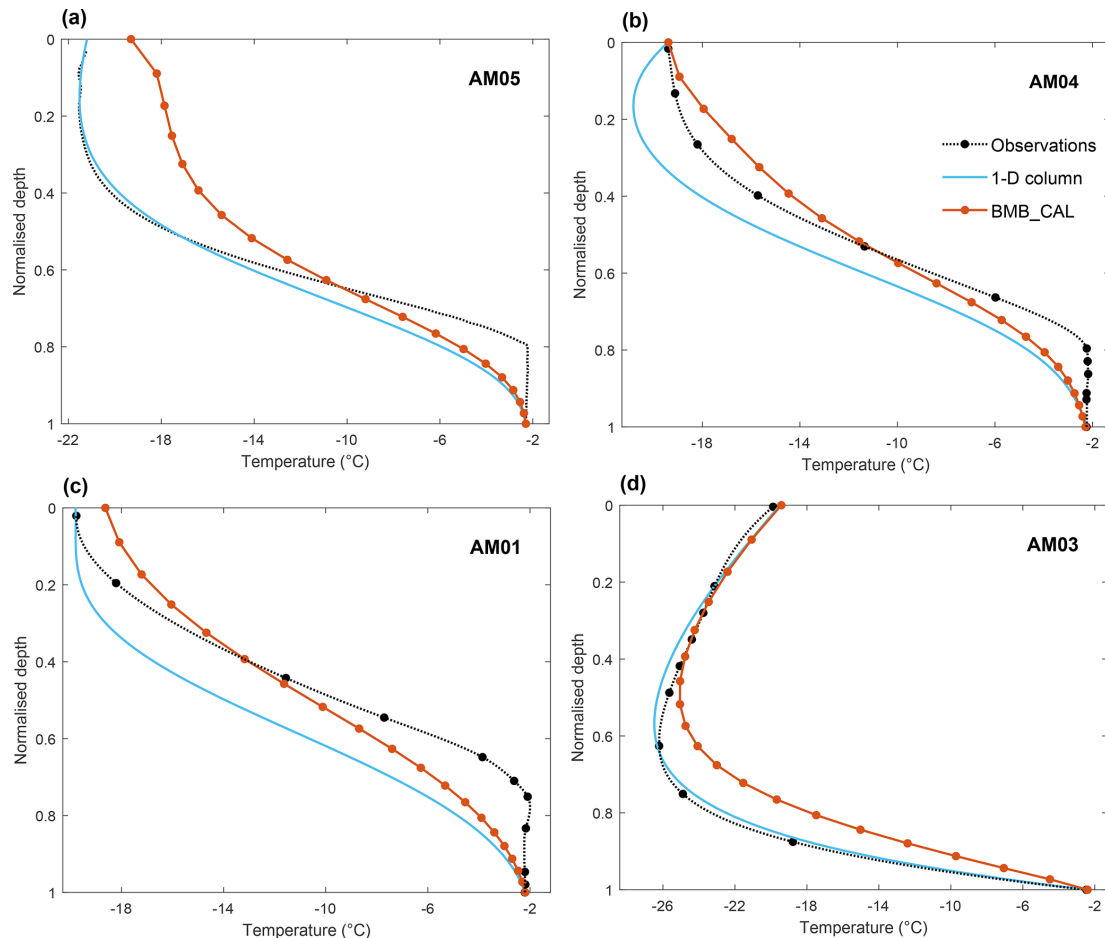 (a)
AM05
0
0.2
0.4
0.6
0.8
1
Normalised depth
-22
-18
-14
-10
-6
-2
Temperature (°C)
(b)
AM04
Observations
1-D column
BMB_CAL
0
0.2
0.4
0.6
0.8
1
Normalised depth
-18
-14
-10
-6
-2
Temperature (°C)
(c)
AM01
0
0.2
0.4
0.6
0.8
1
Normalised depth
-18
-14
-10
-6
-2
Temperature (°C)
(d)
AM03
0
0.2
0.4
0.6
0.8
1
Normalised depth
-26
-22
-18
-14
-10
-6
-2
Temperature (°C)